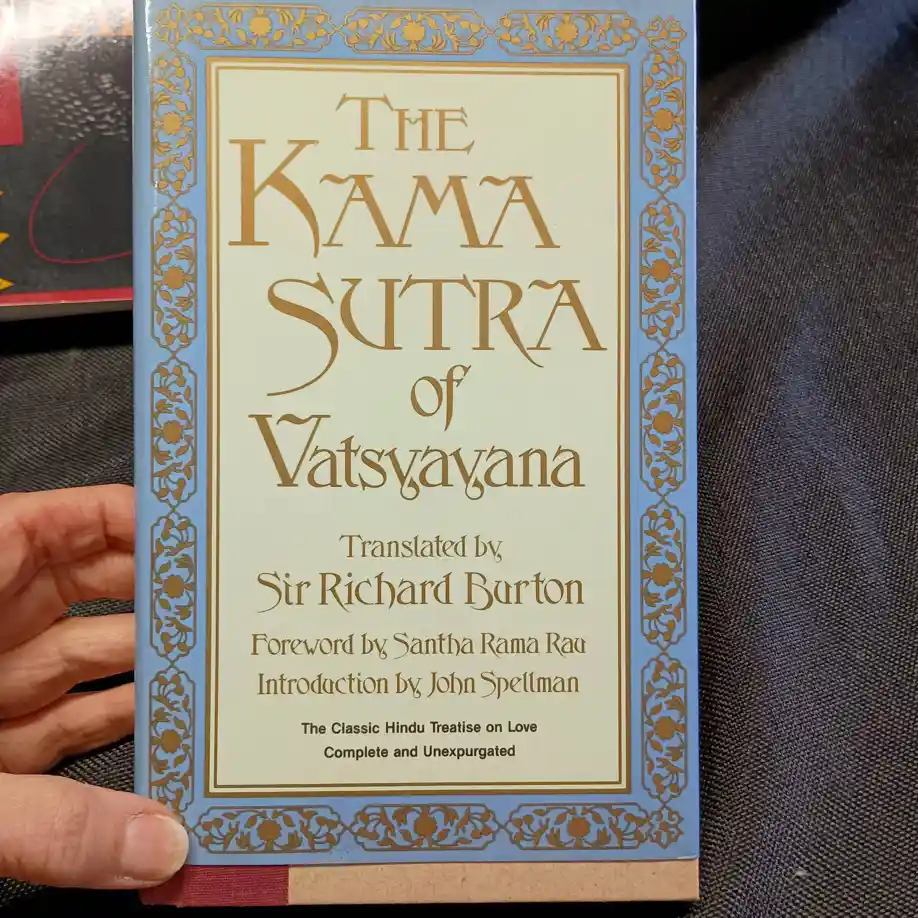 The
Kama
Sutra
of
Vatsyayana
Translated by
Sir Richard Burton
Foreword by Santha Rama Rau
Introduction by John Spellman
The Classic Hindu Treatise on Love
Complete and Unexpurgated